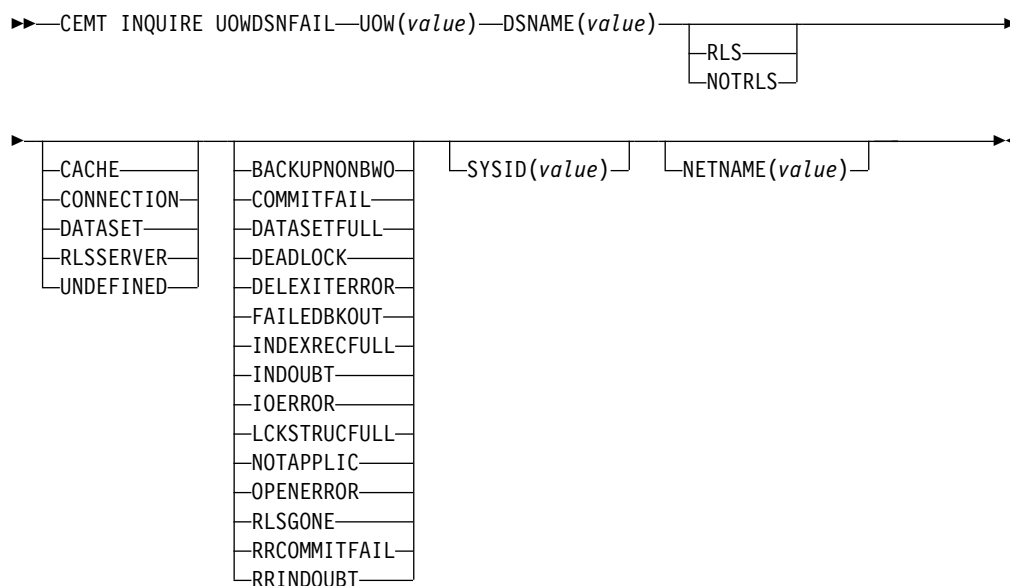 CEMT INQUIRE UOWDSNFAIL UOW(value) DSNAME(value)
RLS
NOTRLS
CACHE
CONNECTION
DATASET
RLSSERVER
UNDEFINED
BACKUPNONBWO
COMMITFAIL
DATASETFULL
DEADLOCK
DELEXITERROR
FAILEDBKOUT
INDEXRECFULL
INDOUBT
IOERROR
LCKSTRUCFULL
NOTAPPLIC
OPENERROR
RLSGONE
RRCOMMITFAIL
RRINDOUBT
SYSID(value)
NETNAME(value)